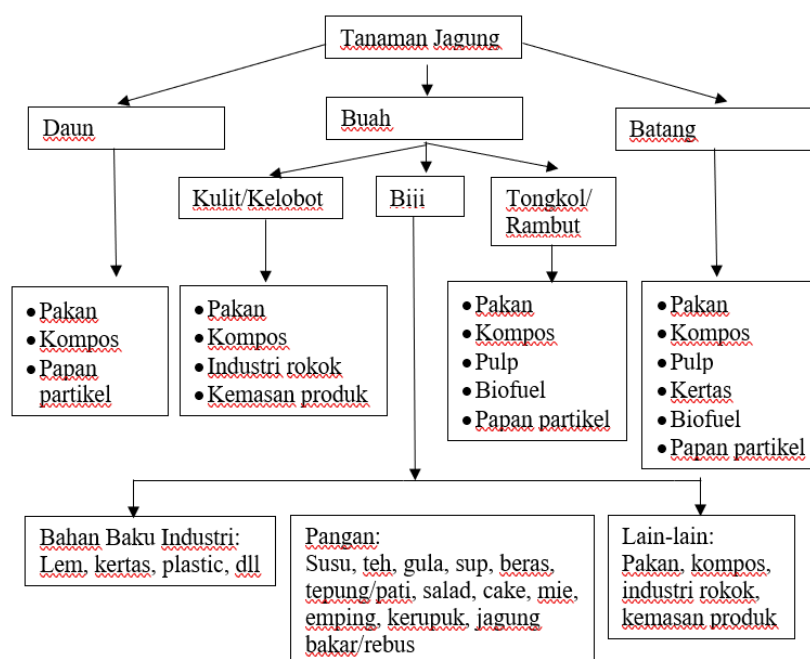 Tanaman Jagung
Daun
Buah
Batang
Kulit/Kelobot
Biji
Tongkol/
Rambut
•Pakan
•Kompos
•Papan
partikel
•Pakan
•Kompos
•Industri rokok
•Kemasan produk
•Pakan
•Kompos
•Pulp
•Biofuel
•Papan partikel
•Pakan
•Kompos
•Pulp
•Kertas
•Biofuel
•Papan partikel
Bahan Baku Industri:
Lem, kertas, plastic, dll
Pangan:
Susu, teh, gula, sup, beras,
tepung/pati, salad, cake, mie,
emping, kerupuk, jagung
bakar/rebus
Lain-lain:
Pakan, kompos,
industri rokok,
kemasan produk